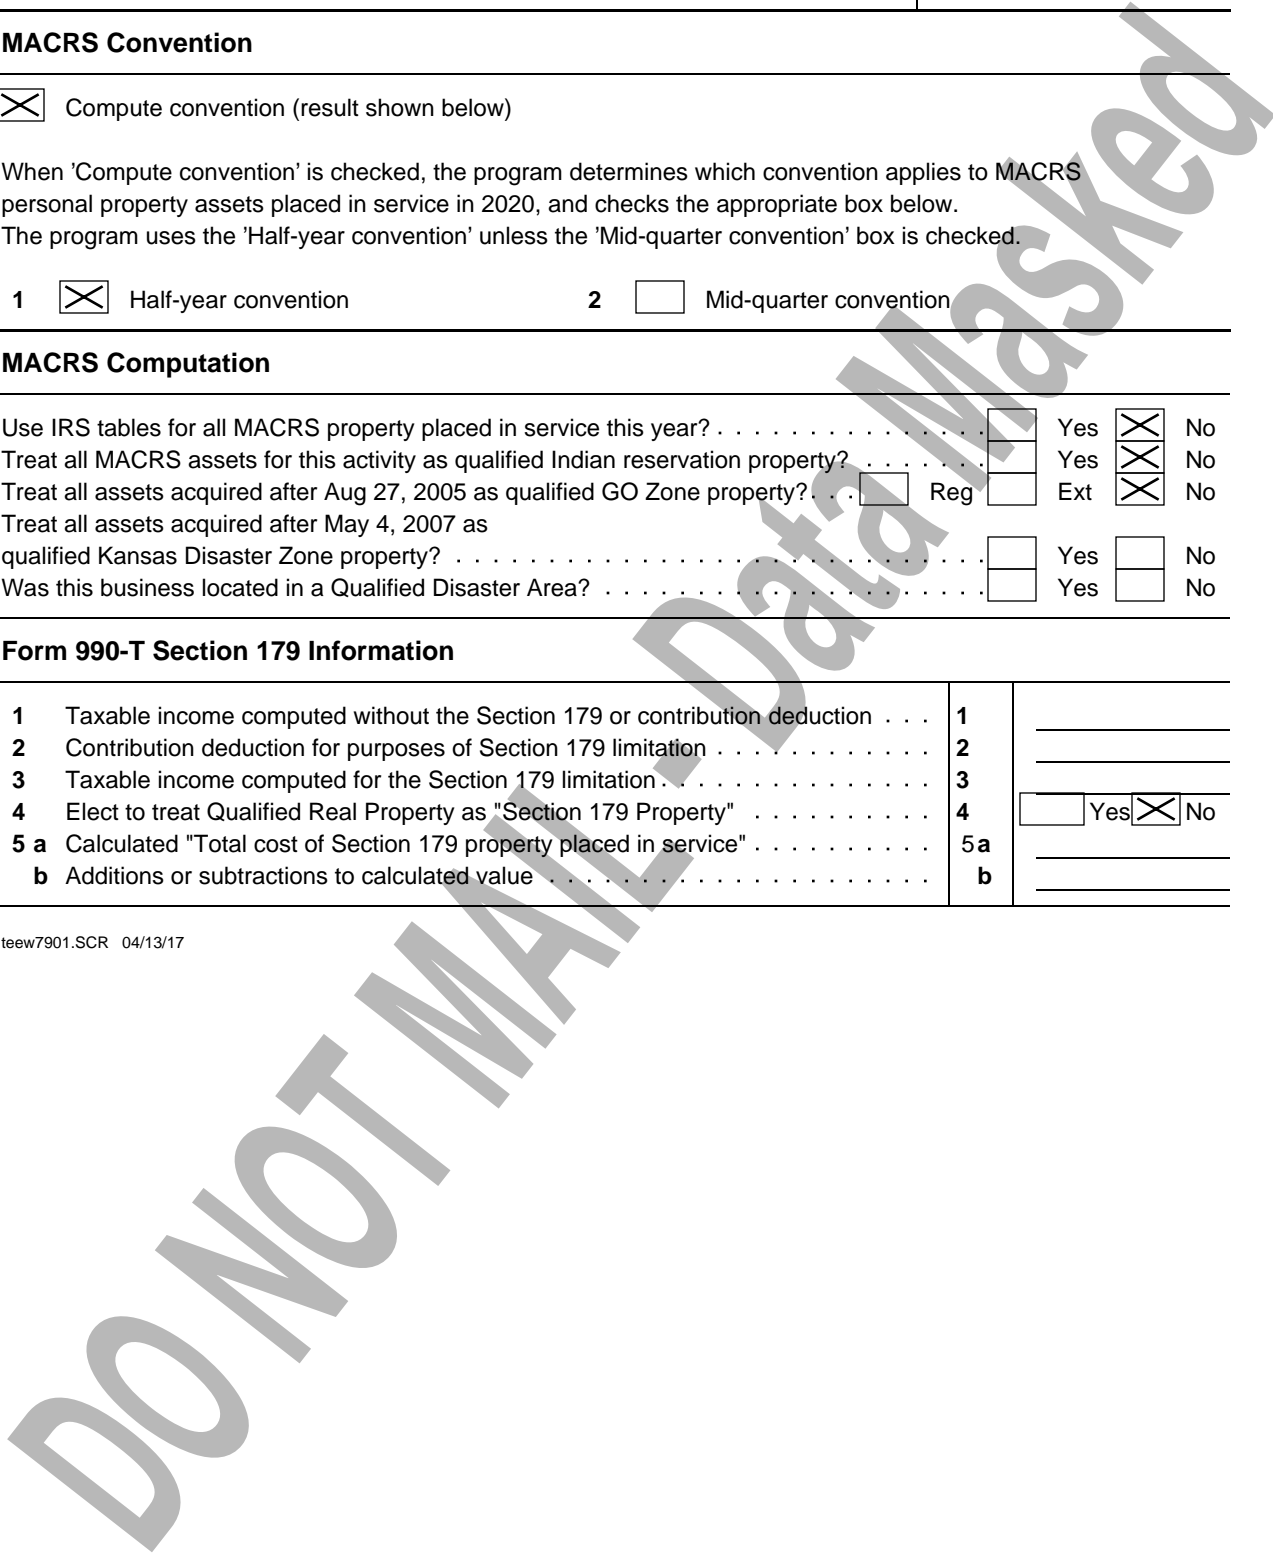 MACRS Convention
Compute convention (result shown below)
When 'Compute convention' is checked, the program determines which convention applies to MACRS
personal property assets placed in service in 2020, and checks the appropriate box below.
The program uses the 'Half-year convention' unless the 'Mid-quarter convention' box is checked.
1 Half-year convention 2 Mid-quarter convention
MACRS Computation
Use IRS tables for all MACRS property placed in service this year? . . . . . . . . . . . . . . . Yes No
Treat all MACRS assets for this activity as qualified Indian reservation property? . . . . . . . Yes No
Treat all assets acquired after Aug 27, 2005 as qualified GO Zone property? . . . Reg Ext No
Treat all assets acquired after May 4, 2007 as
qualified Kansas Disaster Zone property? . . . . . . . . . . . . . . . . . . . . . . . . . . . . . Yes No
Was this business located in a Qualified Disaster Area? . . . . . . . . . . . . . . . . . . . . . Yes No
Form 990-T Section 179 Information
1 Taxable income computed without the Section 179 or contribution deduction . . . 1
2 Contribution deduction for purposes of Section 179 limitation . . . . . . . . . . . . 2
3 Taxable income computed for the Section 179 limitation . . . . . . . . . . . . . . . 3
4 Elect to treat Qualified Real Property as "Section 179 Property" . . . . . . . . . . 4 Yes No
5 a Calculated "Total cost of Section 179 property placed in service" . . . . . . . . . . 5 a
b Additions or subtractions to calculated value . . . . . . . . . . . . . . . . . . . . . b
teew7901.SCR 04/13/17
DO NOT MAIL - Data Masked